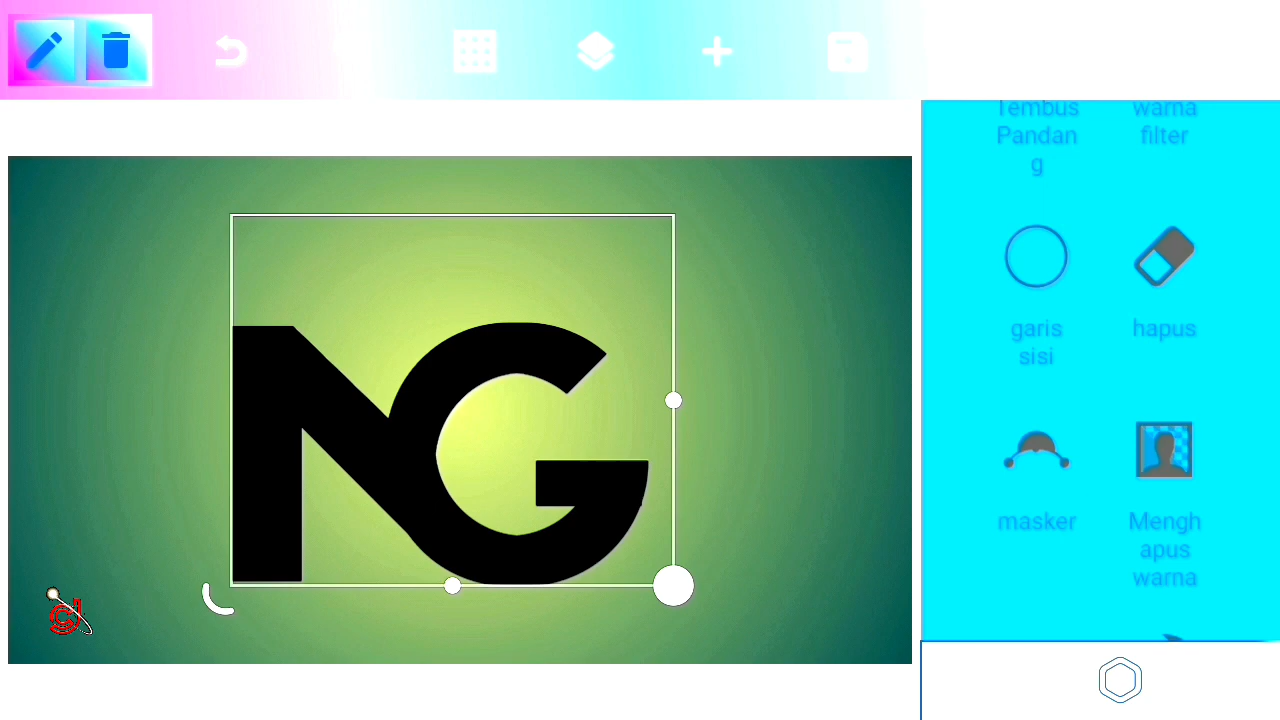 Tembus
Pandan
g
warna
filter
garis
sisi
hapus
masker
Mengh
apus
warna
NG